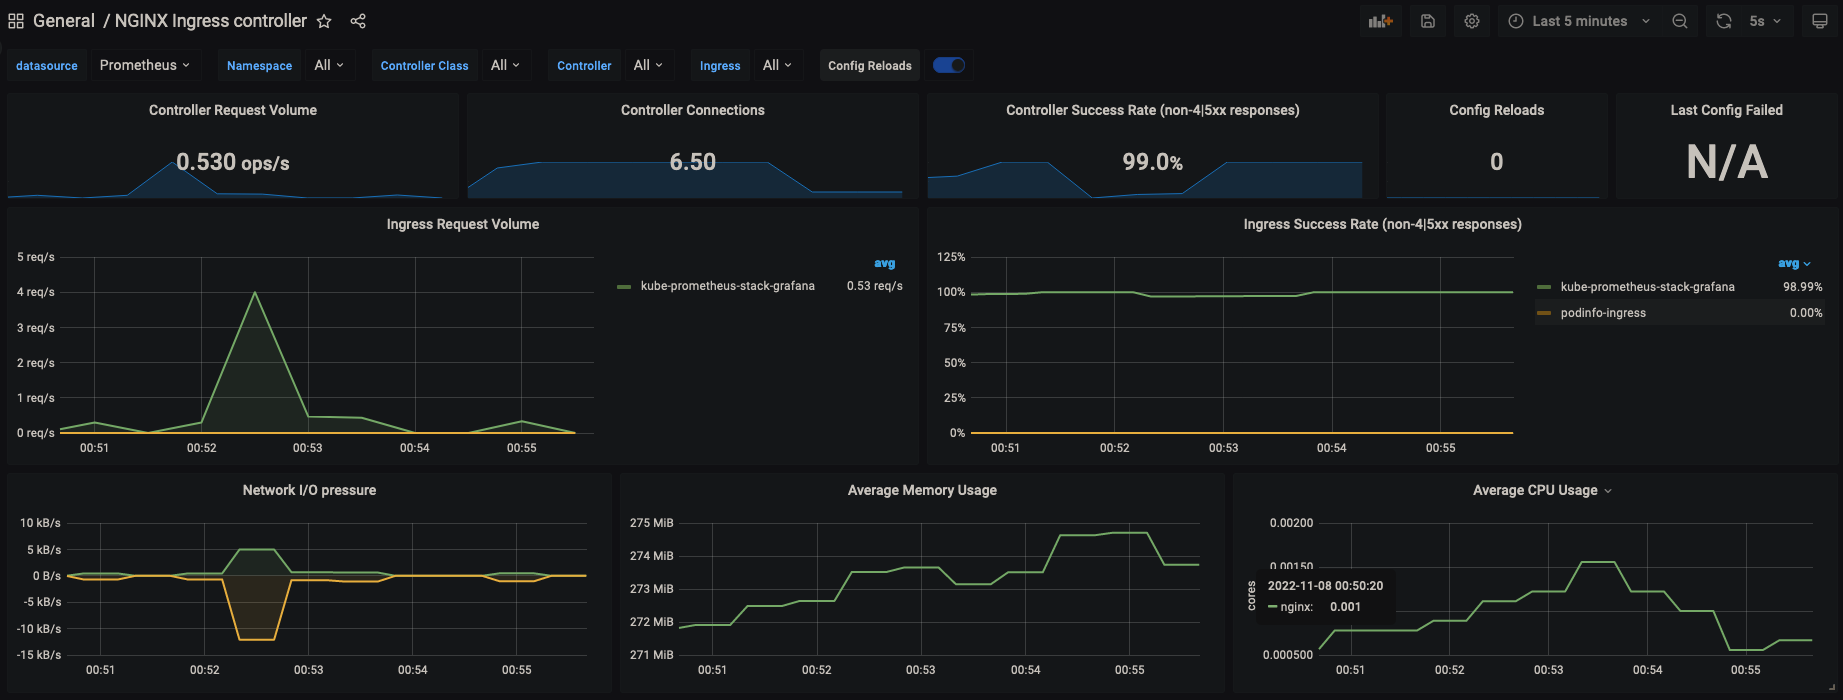 General / NGINX Ingress controller
Last 5 minutes
5s
datasource Prometheus Namespace All Controller Class All Controller All Ingress All Config Reloads
Controller Request Volume
0.530 ops/s
Controller Connections
6.50
Controller Success Rate (non-4|5xx responses)
99.0%
Config Reloads
0
Last Config Failed
N/A
Ingress Request Volume
5 req/s
4 req/s
3 req/s
2 req/s
1 req/s
0 req/s
00:51 00:52 00:53 00:54 00:55
avg
kube-prometheus-stack-grafana 0.53 req/s
Ingress Success Rate (non-4|5xx responses)
125%
100%
75%
50%
25%
0%
00:51 00:52 00:53 00:54 00:55
avg
kube-prometheus-stack-grafana 98.99%
podinfo-ingress 0.00%
Network I/O pressure
10 kB/s
5 kB/s
0 B/s
-5 kB/s
-10 kB/s
-15 kB/s
00:51 00:52 00:53 00:54 00:55
Average Memory Usage
275 MiB
274 MiB
273 MiB
272 MiB
271 MiB
00:51 00:52 00:53 00:54 00:55
Average CPU Usage
cores
0.00200
0.00150
2022-11-08 00:50:20
nginx: 0.001
0.000500
00:51 00:52 00:53 00:54 00:55